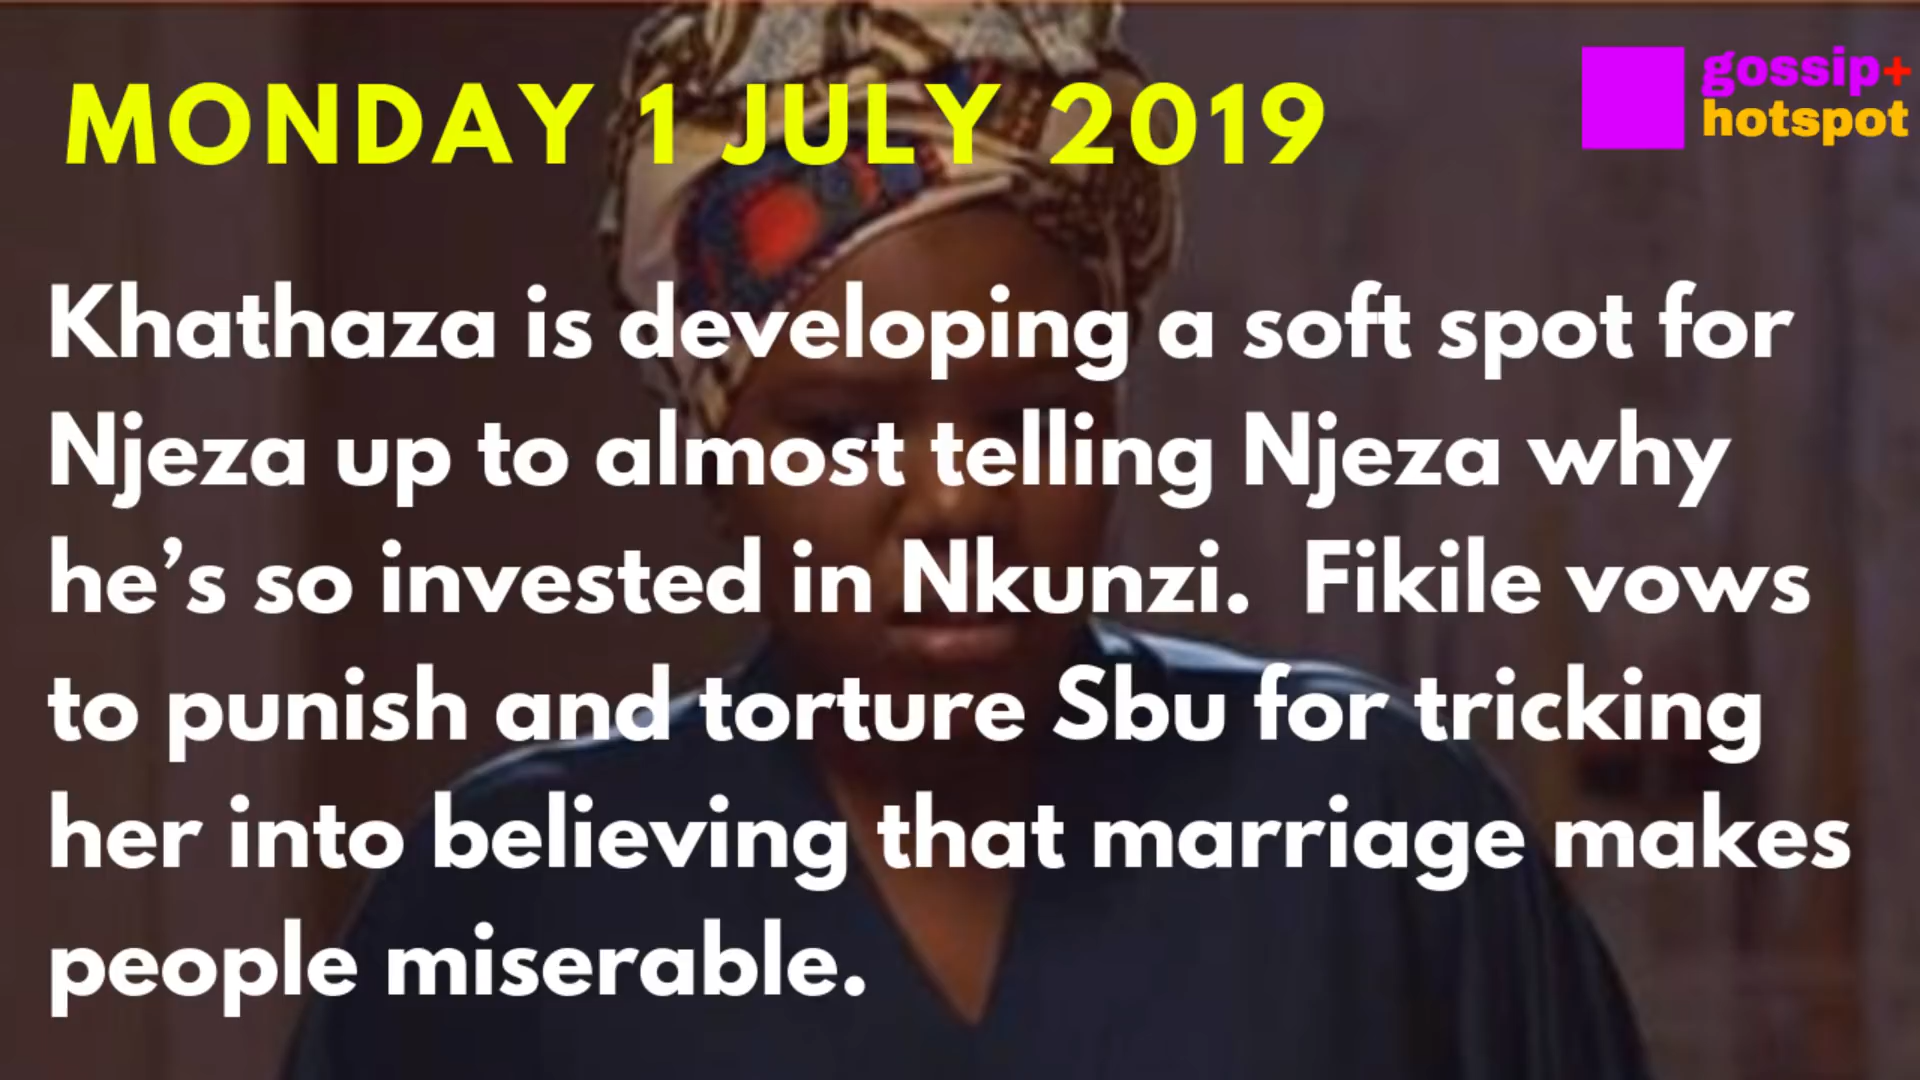 MONDAY 1 JULY 2019
gossip+
hotspot
Khathaza is developing a soft spot for
Njeza up to almost telling Njeza why
he’s so invested in Nkunzi.  Fikile vows
to punish and torture Sbu for tricking
her into believing that marriage makes
people miserable.